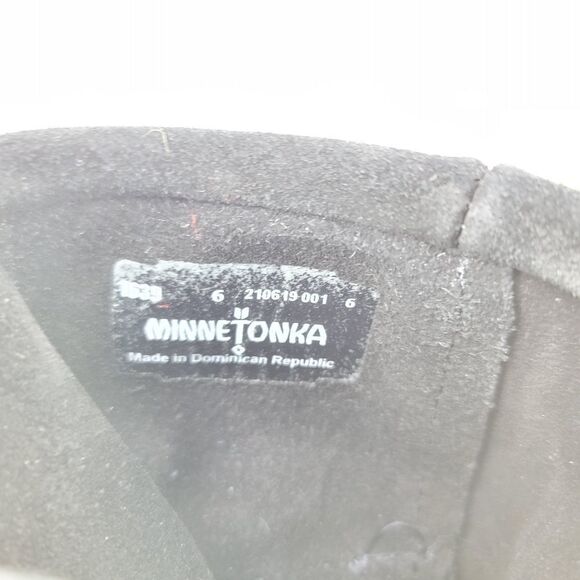 6 210619 001 6
MINNETONKA
Made in Dominican Republic